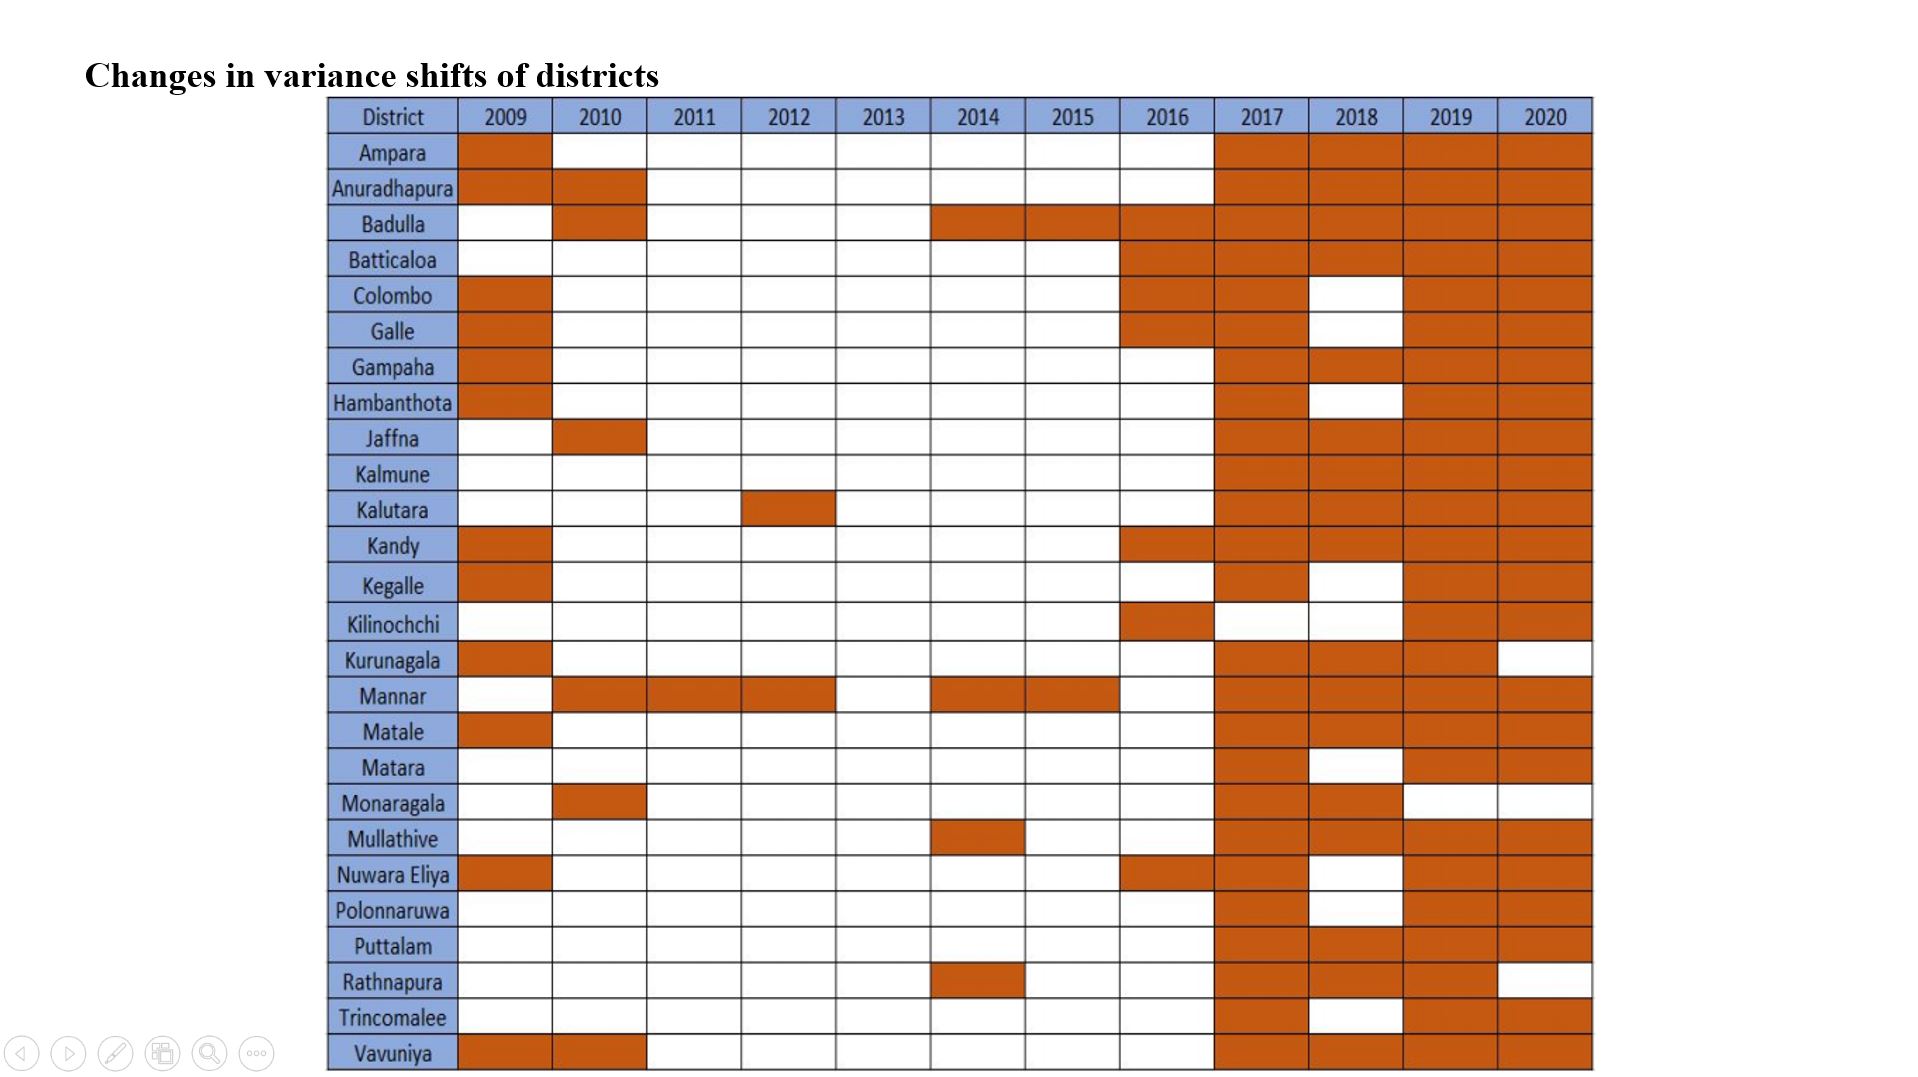 Changes in variance shifts of districts
District 2009 2010 2011 2012 2013 2014 2015 2016 2017 2018 2019 2020
Ampara
Anuradhapura
Badulla
Batticaloa
Colombo
Galle
Gampaha
Hambanthota
Jaffna
Kalmune
Kalutara
Kandy
Kegalle
Kilinochchi
Kurunagala
Mannar
Matale
Matara
Monaragala
Mullathive
Nuwara Eliya
Polonnaruwa
Puttalam
Rathnapura
Trincomalee
Vavuniya